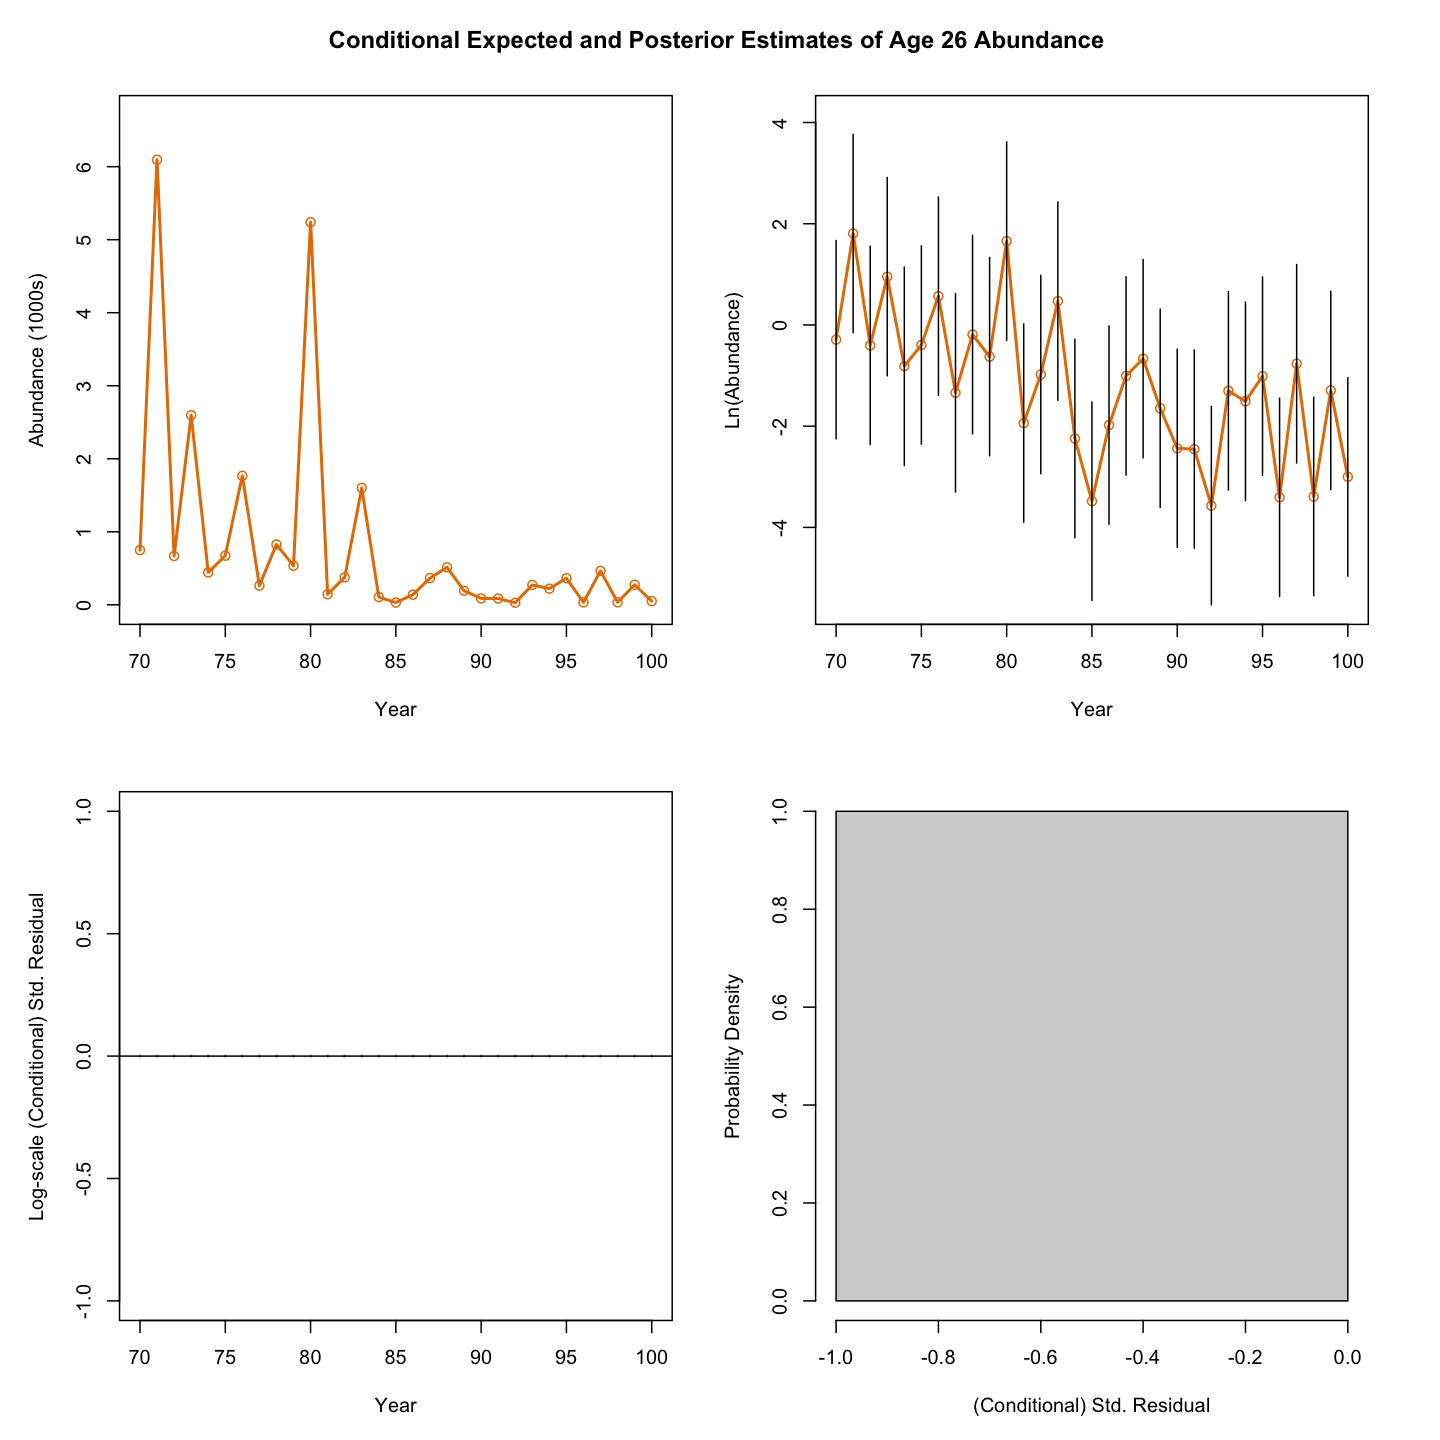 Conditional Expected and Posterior Estimates of Age 26 Abundance
Abundance (1000s)
6
5
4
3
2
1
0
70 75 80 85 90 95 100
Year
Ln(Abundance)
4
2
0
-2
-4
70 75 80 85 90 95 100
Year
Log-scale (Conditional) Std. Residual
1.0
0.5
0.0
-0.5
-1.0
70 75 80 85 90 95 100
Year
Probability Density
1.0
0.8
0.6
0.4
0.2
0.0
-1.0 -0.8 -0.6 -0.4 -0.2 0.0
(Conditional) Std. Residual